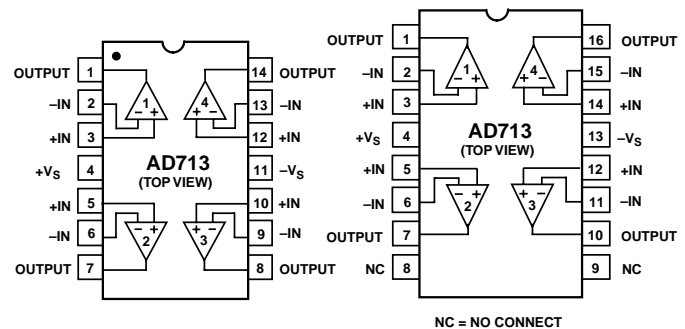 OUTPUT 1 14 OUTPUT
–IN 2 – + 1 4 + – 13 –IN
+IN 3 12 +IN
+VS 4 AD713 11 –VS
(TOP VIEW)
+IN 5 10 +IN
–IN 6 – + 2 3 + – 9 –IN
OUTPUT 7 8 OUTPUT
OUTPUT 1 16 OUTPUT
–IN 2 – + 1 4 + – 15 –IN
+IN 3 14 +IN
+VS 4 AD713 13 –VS
(TOP VIEW)
+IN 5 12 +IN
–IN 6 – + 2 3 + – 11 –IN
OUTPUT 7 10 OUTPUT
NC 8 9 NC
NC = NO CONNECT